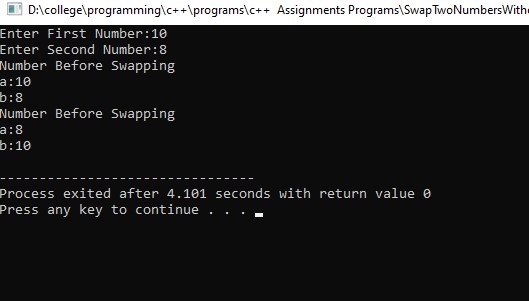 D:\college\programming\c++\programs\c++ Assignments Programs\SwapTwoNumbersWith
Enter First Number:10
Enter Second Number:8
Number Before Swapping
a:10
b:8
Number Before Swapping
a:8
b:10
--------------------------------
Process exited after 4.101 seconds with return value 0
Press any key to continue . . .